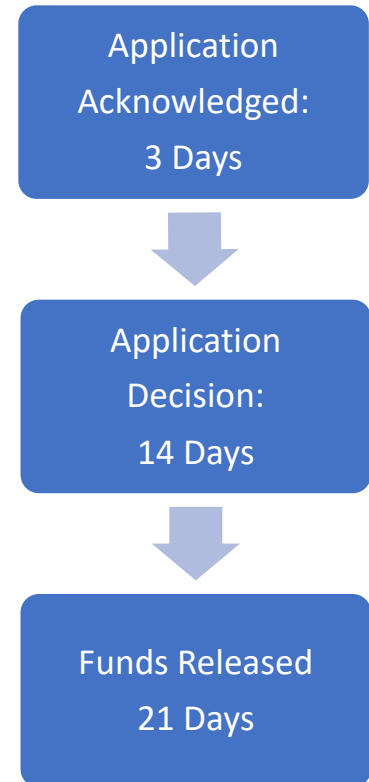 Application
Acknowledged:
3 Days
Application
Decision:
14 Days
Funds Released
21 Days